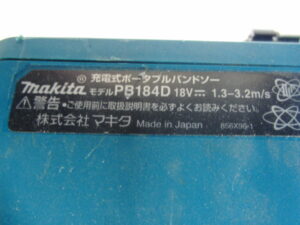 充電式ポータブルバンドソー
makita® モデル PB184D 18V⎓ 1.3-3.2m/s
⚠警告 ・ご使用前に取扱説明書を必ずよくお読みください
株式会社 マキタ Made in Japan 856X96-1